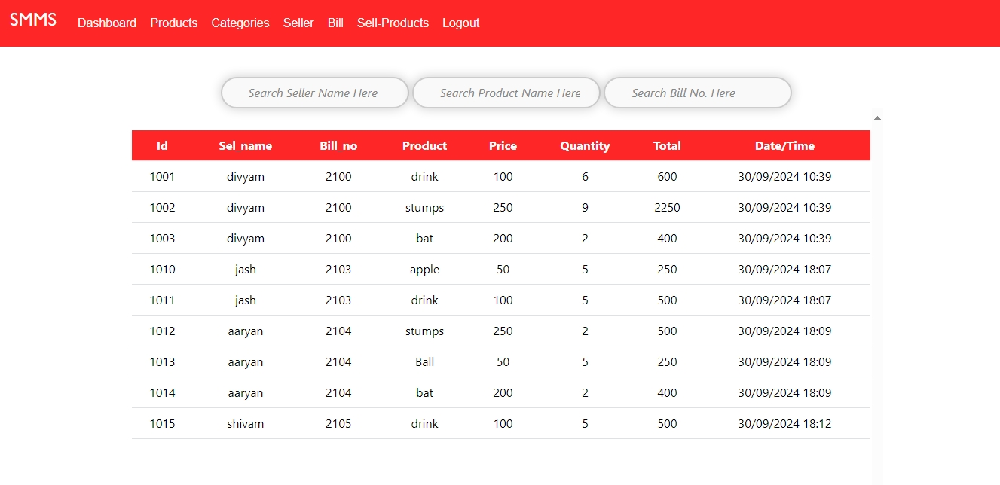 SMMS Dashboard Products Categories Seller Bill Sell-Products Logout
Search Seller Name Here Search Product Name Here Search Bill No. Here
Id Sel_name Bill_no Product Price Quantity Total Date/Time
1001 divyam 2100 drink 100 6 600 30/09/2024 10:39
1002 divyam 2100 stumps 250 9 2250 30/09/2024 10:39
1003 divyam 2100 bat 200 2 400 30/09/2024 10:39
1010 jash 2103 apple 50 5 250 30/09/2024 18:07
1011 jash 2103 drink 100 5 500 30/09/2024 18:07
1012 aaryan 2104 stumps 250 2 500 30/09/2024 18:09
1013 aaryan 2104 Ball 50 5 250 30/09/2024 18:09
1014 aaryan 2104 bat 200 2 400 30/09/2024 18:09
1015 shivam 2105 drink 100 5 500 30/09/2024 18:12